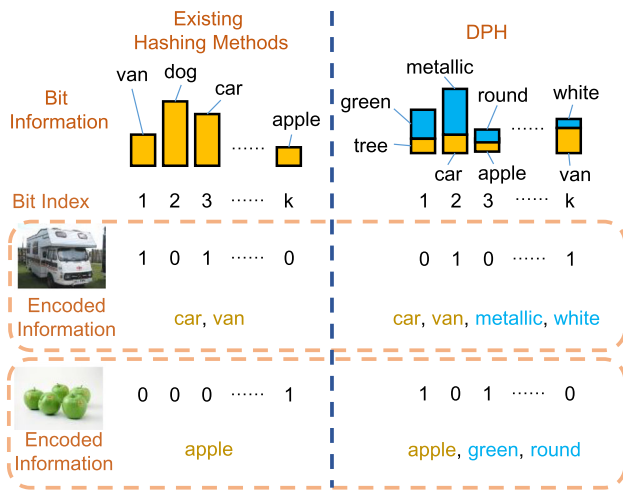 Existing
Hashing Methods
DPH
Bit
Information
van
dog
car
apple
......
green
tree
metallic
car
round
apple
......
white
van
Bit Index
1 2 3 ...... k
1 2 3 ...... k
1 0 1 ...... 0
0 1 0 ...... 1
Encoded
Information
car, van
car, van, metallic, white
0 0 0 ...... 1
1 0 1 ...... 0
Encoded
Information
apple
apple, green, round